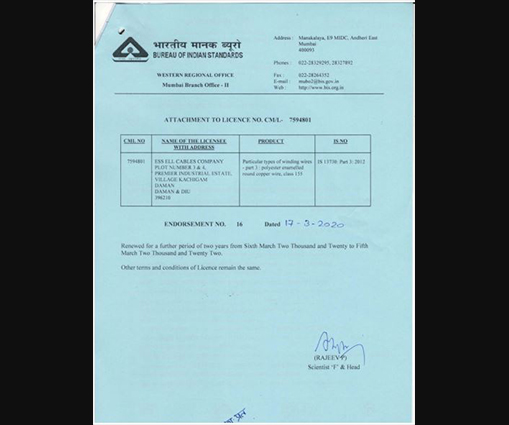 भारतीय मानक ब्यूरो
BUREAU OF INDIAN STANDARDS
WESTERN REGIONAL OFFICE
Mumbai Branch Office - II
Address : Manakalaya, E9 MIDC, Andheri East
Mumbai
400093
Phones : 022-28329295, 28327892
Fax : 022-28264352
Email : mubo2@bis.gov.in
Web : http://www.bis.org.in
ATTACHMENT TO LICENCE NO. CM/L- 7594801
CML NO NAME OF THE LICENSEE WITH ADDRESS PRODUCT IS NO
7594801
ESS ELL CABLES COMPANY
PLOT NUMBER 3 & 4,
PREMIER INDUSTRIAL ESTATE,
VILLAGE KACHIGAM
DAMAN
DAMAN & DIU
396210
Particular types of winding wires
- part 3 : polyester enamelled
round copper wire, class 155
IS 13730: Part 3: 2012
ENDORSEMENT NO. 16 Dated 17-3-2020
Renewed for a further period of two years from Sixth March Two Thousand and Twenty to Fifth
March Two Thousand and Twenty Two.
Other terms and conditions of Licence remain the same.
(RAJEEV P)
Scientist 'F' & Head